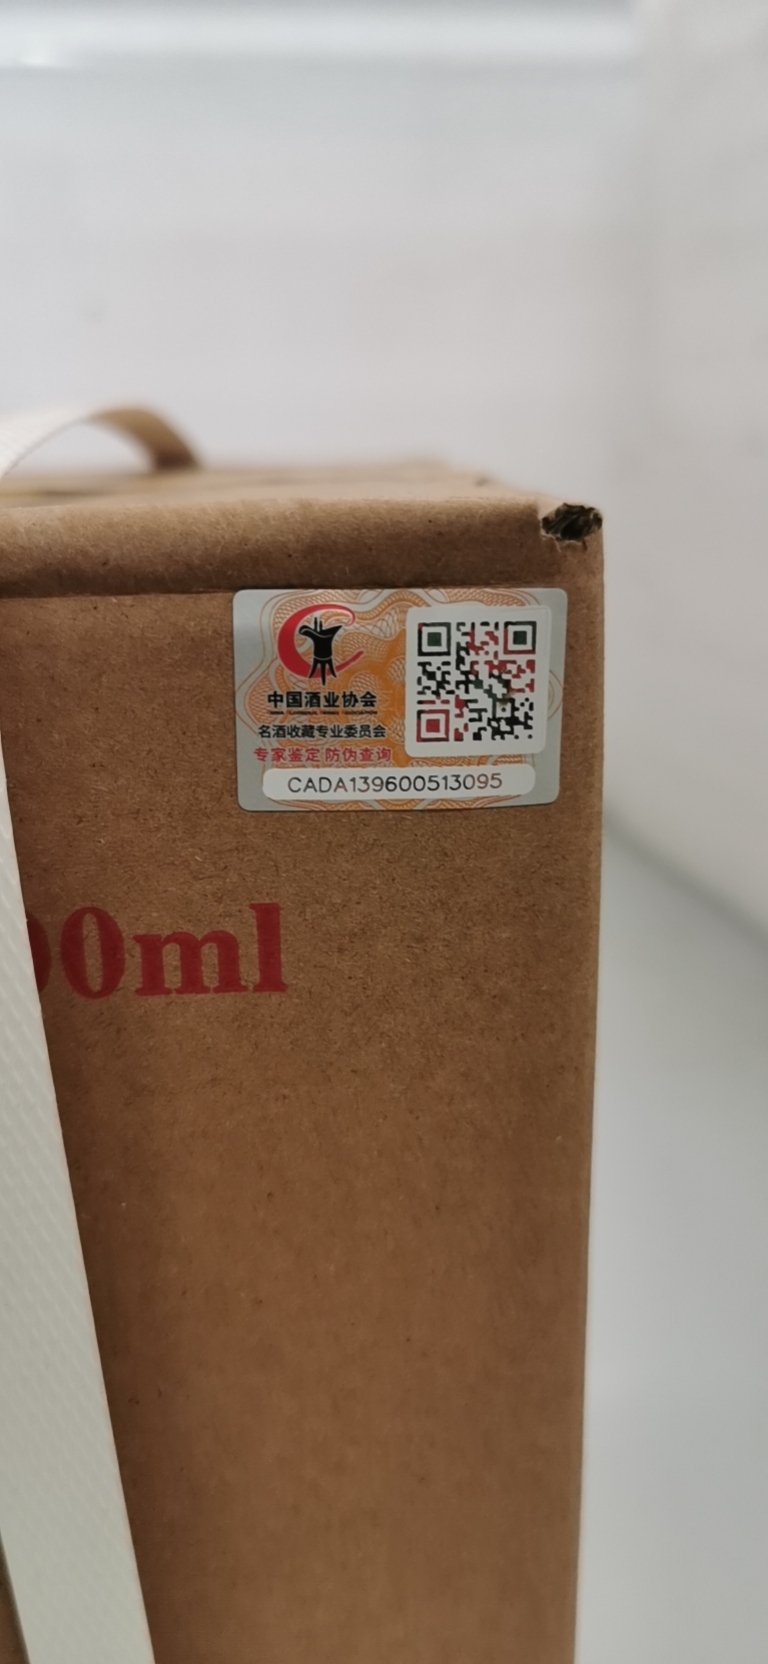 中国酒业协会
名酒收藏专业委员会
专家鉴定 防伪查询
CADA139600513095
0ml